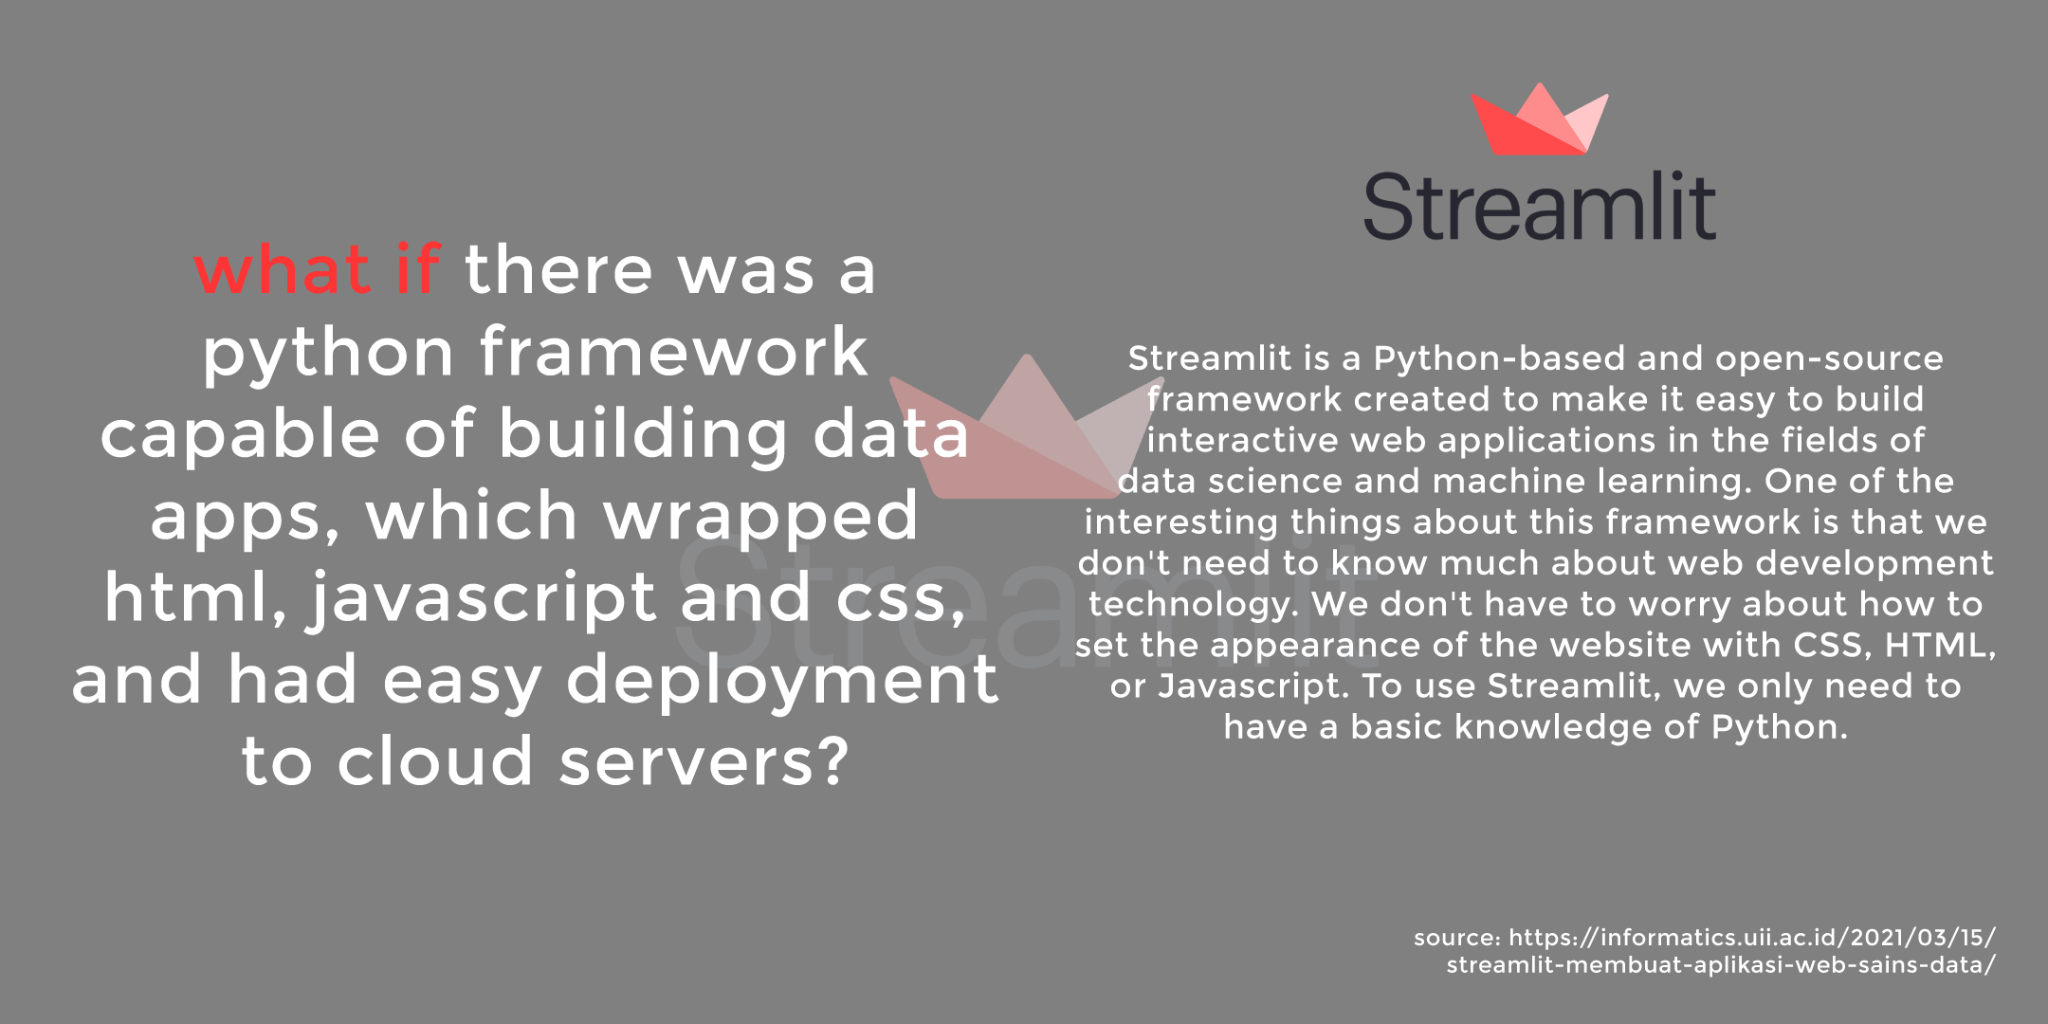 what if there was a
python framework
capable of building data
apps, which wrapped
html, javascript and css,
and had easy deployment
to cloud servers?
Streamlit
Streamlit
Streamlit is a Python-based and open-source
framework created to make it easy to build
interactive web applications in the fields of
data science and machine learning. One of the
interesting things about this framework is that we
don't need to know much about web development
technology. We don't have to worry about how to
set the appearance of the website with CSS, HTML,
or Javascript. To use Streamlit, we only need to
have a basic knowledge of Python.
source: https://informatics.uii.ac.id/2021/03/15/
streamlit-membuat-aplikasi-web-sains-data/